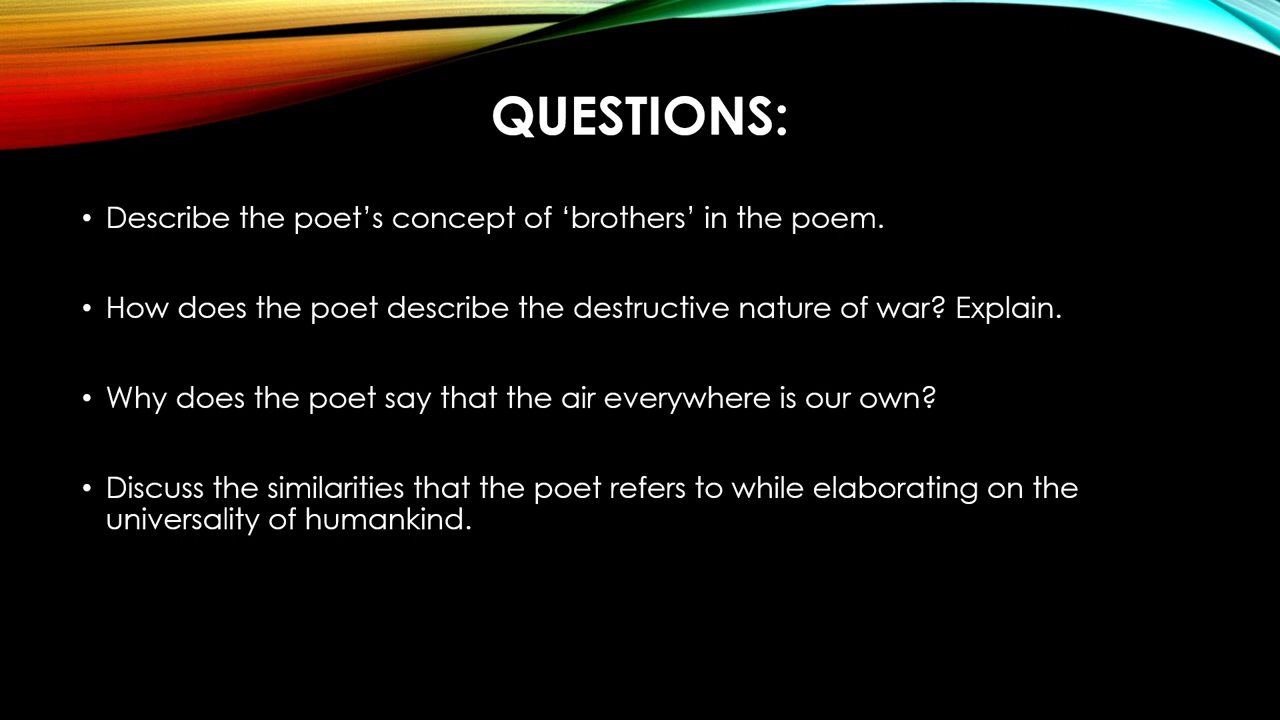 QUESTIONS:
• Describe the poet’s concept of ‘brothers’ in the poem.
• How does the poet describe the destructive nature of war? Explain.
• Why does the poet say that the air everywhere is our own?
• Discuss the similarities that the poet refers to while elaborating on the
universality of humankind.